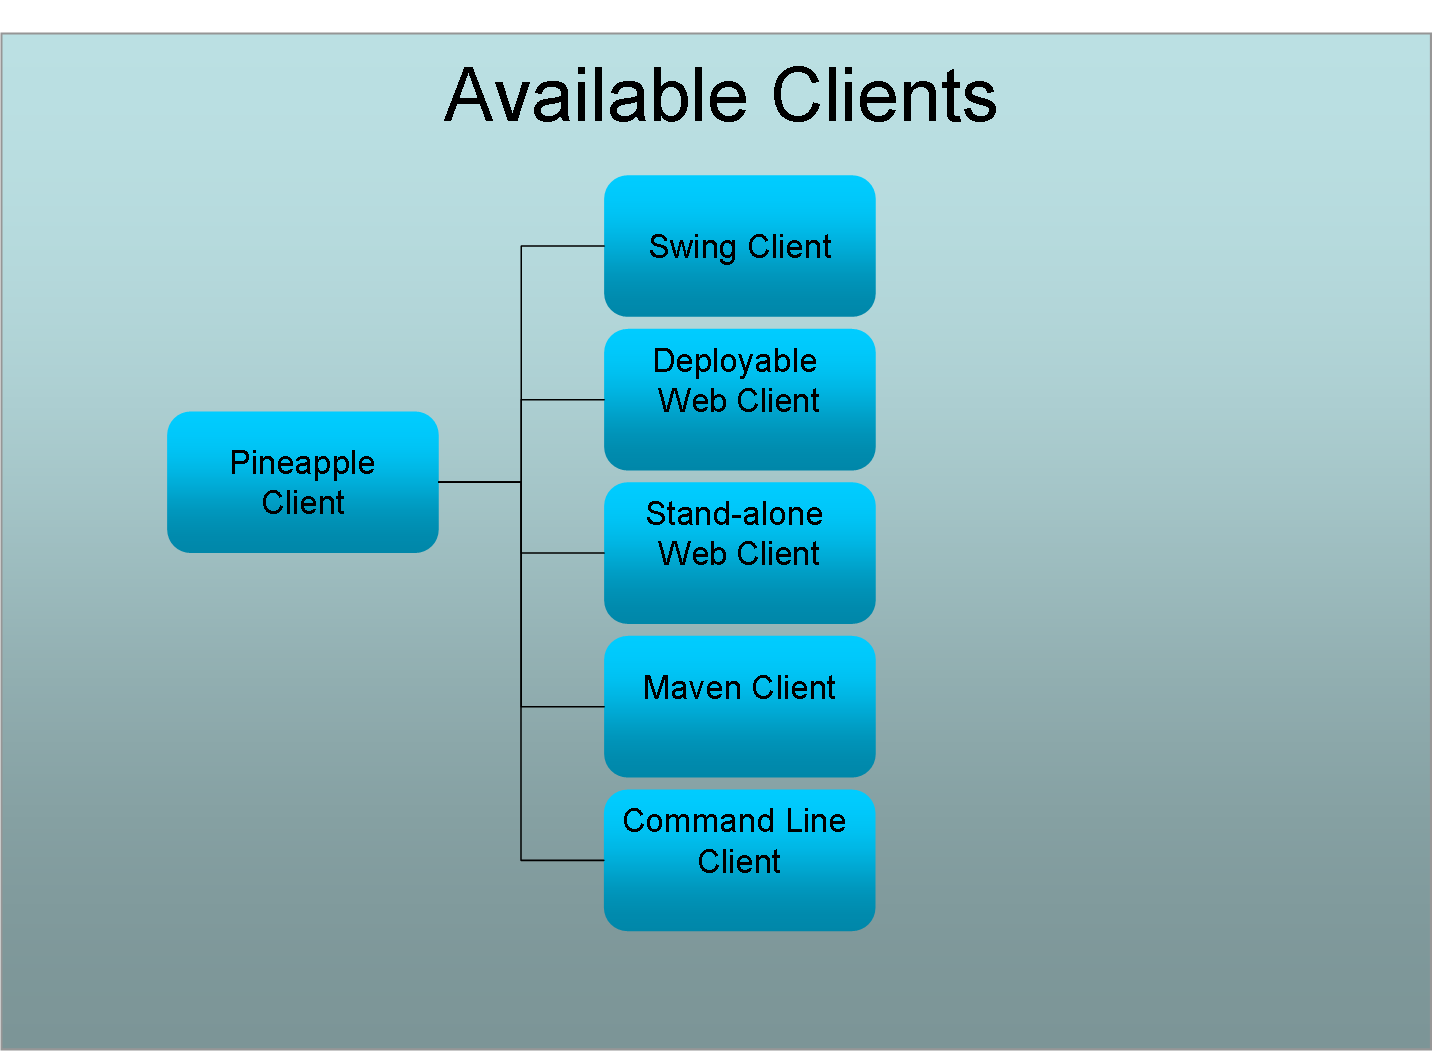 Available Clients
Swing Client
Deployable
Web Client
Pineapple
Client
Stand-alone
Web Client
Maven Client
Command Line
Client